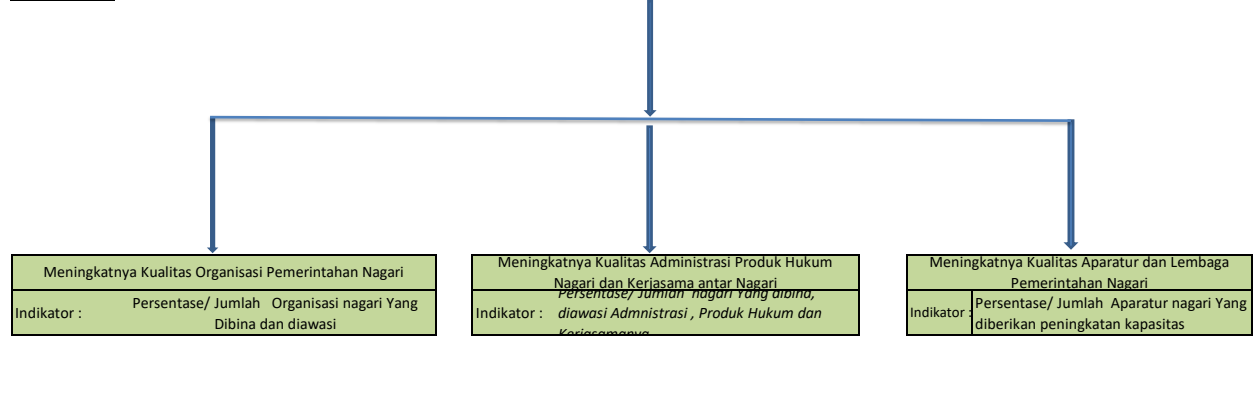 Meningkatnya Kualitas Organisasi Pemerintahan Nagari
Indikator :
Persentase/ Jumlah Organisasi nagari Yang
Dibina dan diawasi
Meningkatnya Kualitas Administrasi Produk Hukum
Nagari dan Kerjasama antar Nagari
Indikator :
Persentase/ Jumlah nagari Yang dibina,
diawasi Admnistrasi , Produk Hukum dan
Kerjasamanya
Meningkatnya Kualitas Aparatur dan Lembaga
Pemerintahan Nagari
Indikator :
Persentase/ Jumlah Aparatur nagari Yang
diberikan peningkatan kapasitas